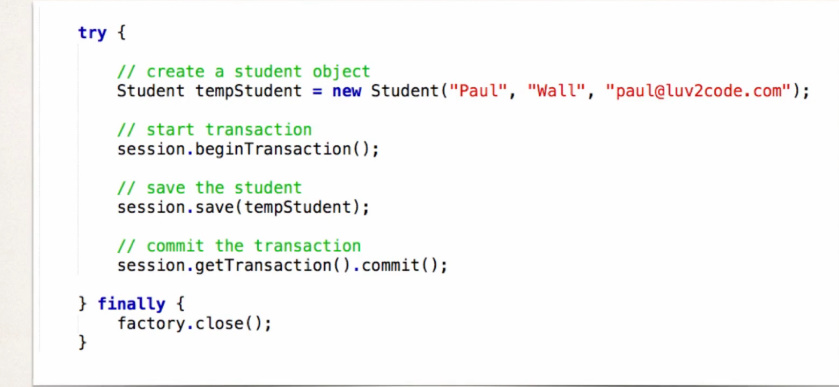 try {
// create a student object
Student tempStudent = new Student("Paul", "Wall", "paul@luv2code.com");
// start transaction
session.beginTransaction();
// save the student
session.save(tempStudent);
// commit the transaction
session.getTransaction().commit();
} finally {
factory.close();
}